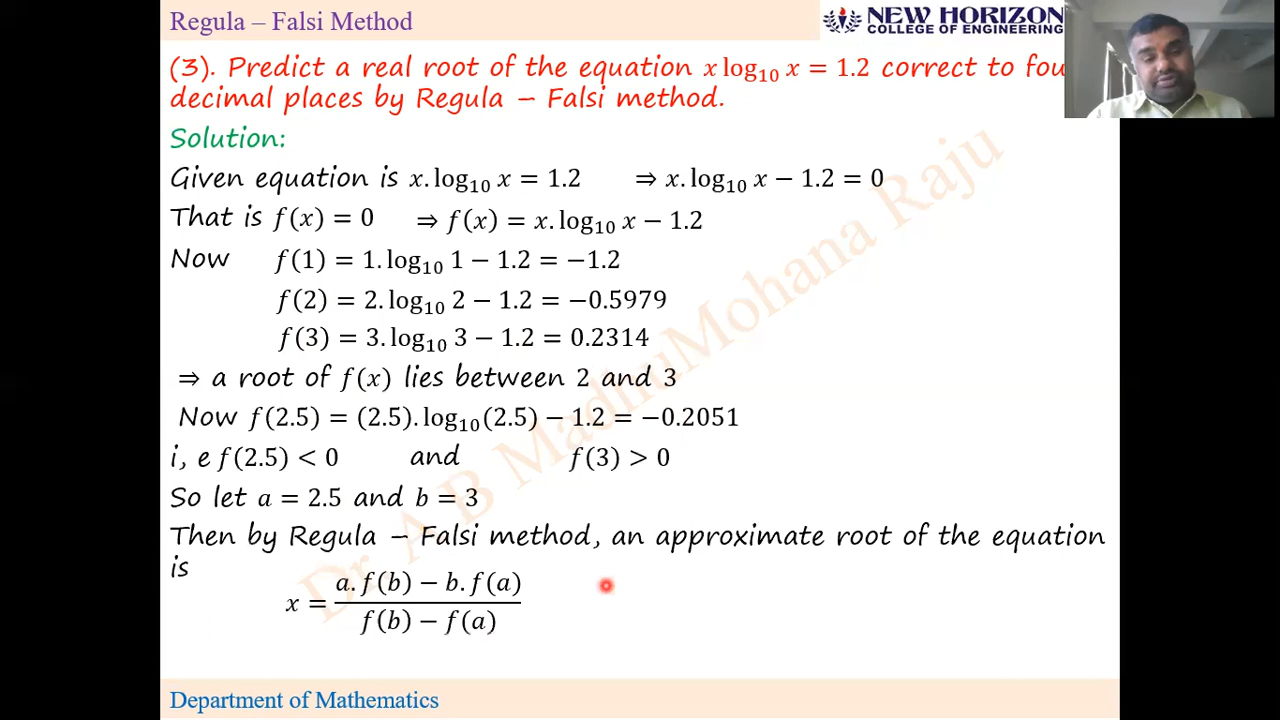 Regula – Falsi Method
NEW HORIZON
COLLEGE OF ENGINEERING
(3). Predict a real root of the equation x log₁₀ x = 1.2 correct to fou
decimal places by Regula – Falsi method.
Solution:
Given equation is x. log₁₀ x = 1.2 ⇒ x. log₁₀ x − 1.2 = 0
That is f(x) = 0 ⇒ f(x) = x. log₁₀ x − 1.2
Now f(1) = 1. log₁₀ 1 − 1.2 = −1.2
f(2) = 2. log₁₀ 2 − 1.2 = −0.5979
f(3) = 3. log₁₀ 3 − 1.2 = 0.2314
⇒ a root of f(x) lies between 2 and 3
Now f(2.5) = (2.5). log₁₀(2.5) − 1.2 = −0.2051
i, e f(2.5) < 0 and f(3) > 0
So let a = 2.5 and b = 3
Then by Regula – Falsi method, an approximate root of the equation
is
x = a. f(b) − b. f(a) / f(b) − f(a)
Dr A B MadhuMohana Raju
Department of Mathematics